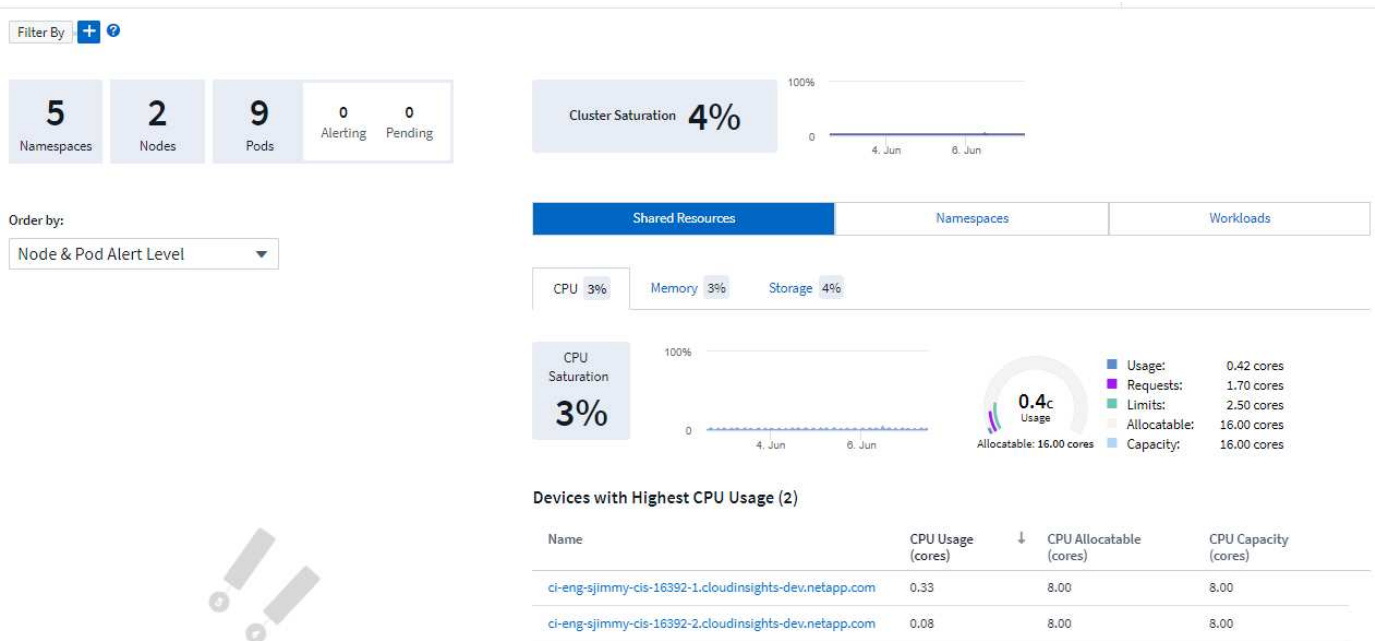 Filter By + ?
5 2 9 0 0
Namespaces Nodes Pods Alerting Pending
Cluster Saturation 4%
100%
0
4. Jun 6. Jun
Order by:
Node & Pod Alert Level
Shared Resources Namespaces Workloads
CPU 3% Memory 3% Storage 4%
CPU
Saturation
3%
100%
0
4. Jun 6. Jun
0.4c
Usage
Allocatable: 16.00 cores
Usage: 0.42 cores
Requests: 1.70 cores
Limits: 2.50 cores
Allocatable: 16.00 cores
Capacity: 16.00 cores
Devices with Highest CPU Usage (2)
Name CPU Usage (cores) ↓ CPU Allocatable (cores) CPU Capacity (cores)
ci-eng-sjimmy-cis-16392-1.cloudinsights-dev.netapp.com 0.33 8.00 8.00
ci-eng-sjimmy-cis-16392-2.cloudinsights-dev.netapp.com 0.08 8.00 8.00